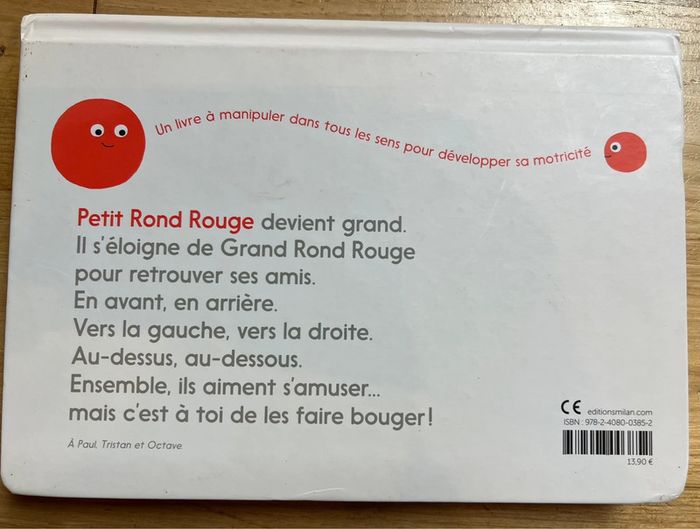 Un livre à manipuler dans tous les sens pour développer sa motricité
Petit Rond Rouge devient grand.
Il s'éloigne de Grand Rond Rouge
pour retrouver ses amis.
En avant, en arrière.
Vers la gauche, vers la droite.
Au-dessus, au-dessous.
Ensemble, ils aiment s'amuser...
mais c'est à toi de les faire bouger !
À Paul, Tristan et Octave
CE editionsmilan.com
ISBN : 978-2-4080-0385-2
13,90 €